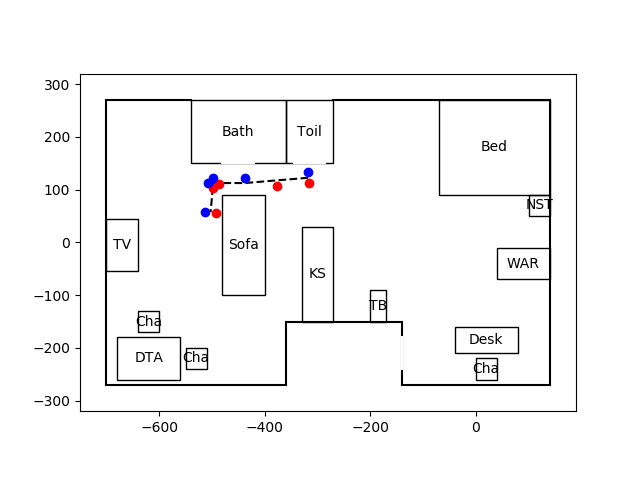 300
200
100
0
−100
−200
−300
−600
−400
−200
0
Bath
Toil
Bed
NST
TV
Sofa
WAR
KS
TB
Cha
Desk
DTA
Cha
Cha